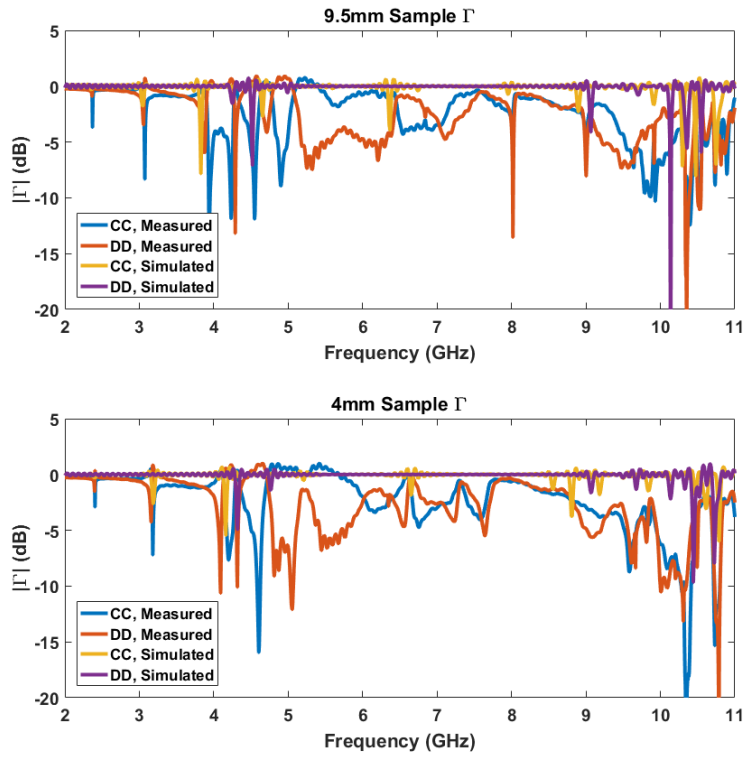 9.5mm Sample Γ
5
0
-5
-10
-15
-20
|Γ| (dB)
CC, Measured
DD, Measured
CC, Simulated
DD, Simulated
2 3 4 5 6 7 8 9 10 11
Frequency (GHz)
4mm Sample Γ
5
0
-5
-10
-15
-20
|Γ| (dB)
CC, Measured
DD, Measured
CC, Simulated
DD, Simulated
2 3 4 5 6 7 8 9 10 11
Frequency (GHz)